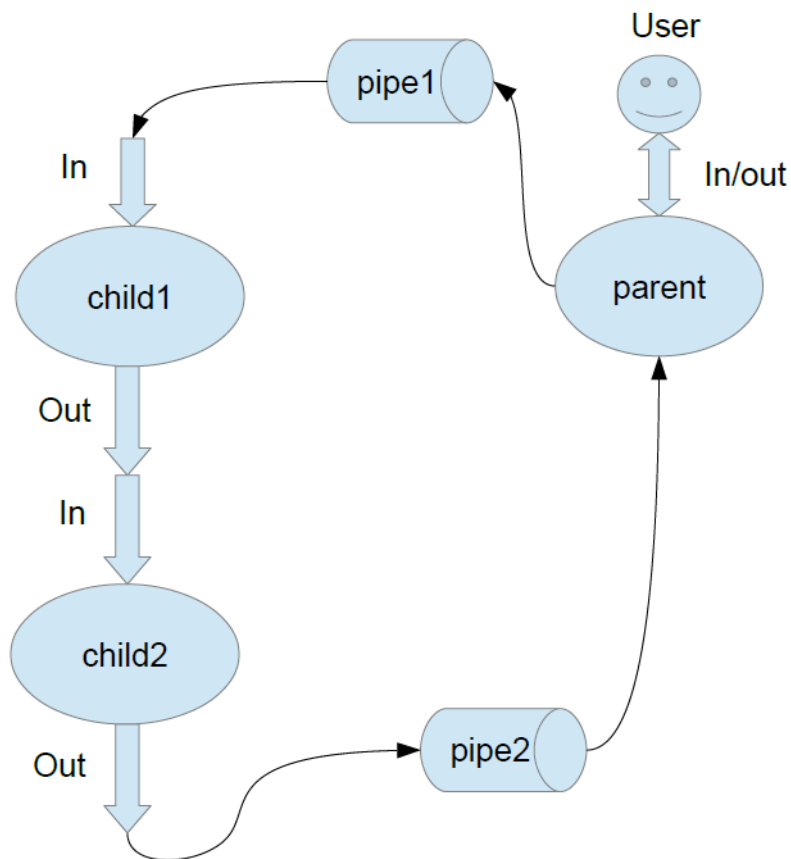 User
pipe1
In
In/out
child1
parent
Out
In
child2
pipe2
Out